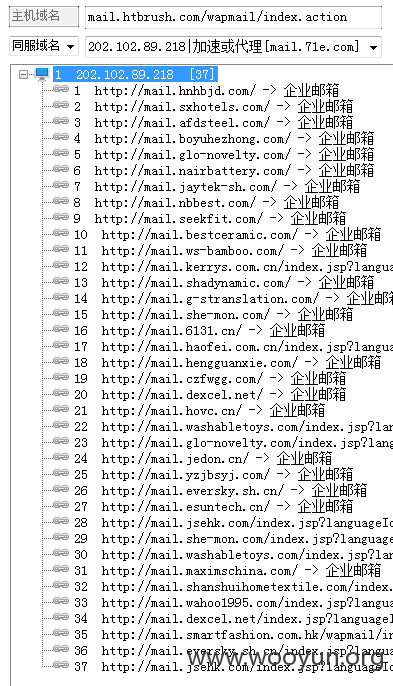 主机域名 mail.htbrush.com/wapmail/index.action
同服域名 202.102.89.218|加速或代理[mail.71e.com]
1 202.102.89.218 [37]
1 http://mail.hnhbjd.com/ -> 企业邮箱
2 http://mail.sxhotels.com/ -> 企业邮箱
3 http://mail.afdsteel.com/ -> 企业邮箱
4 http://mail.boyuhezhong.com/ -> 企业邮箱
5 http://mail.glo-novelty.com/ -> 企业邮箱
6 http://mail.nairbattery.com/ -> 企业邮箱
7 http://mail.jaytek-sh.com/ -> 企业邮箱
8 http://mail.nbbest.com/ -> 企业邮箱
9 http://mail.seekfit.com/ -> 企业邮箱
10 http://mail.bestceramic.com/ -> 企业邮箱
11 http://mail.ws-bamboo.com/ -> 企业邮箱
12 http://mail.kerrys.com.cn/index.jsp?langua
13 http://mail.shadynamic.com/ -> 企业邮箱
14 http://mail.g-stranslation.com/ -> 企业邮
15 http://mail.she-mon.com/ -> 企业邮箱
16 http://mail.6131.cn/ -> 企业邮箱
17 http://mail.haofei.com.cn/index.jsp?langua
18 http://mail.hengguanxie.com/ -> 企业邮箱
19 http://mail.czfwgg.com/ -> 企业邮箱
20 http://mail.dexcel.net/ -> 企业邮箱
21 http://mail.hovc.cn/ -> 企业邮箱
22 http://mail.washabletoys.com/index.jsp?lan
23 http://mail.glo-novelty.com/index.jsp?lang
24 http://mail.jedon.cn/ -> 企业邮箱
25 http://mail.yzjbsyj.com/ -> 企业邮箱
26 http://mail.eversky.sh.cn/ -> 企业邮箱
27 http://mail.esuntech.cn/ -> 企业邮箱
28 http://mail.jsehk.com/index.jsp?languageId
29 http://mail.she-mon.com/index.jsp?language
30 http://mail.washabletoys.com/wapmail/index
31 http://mail.maximschina.com/ -> 企业邮箱
32 http://mail.shanshuihometextile.com/index
33 http://mail.wahoo1995.com/index.jsp?langua
34 http://mail.dexcel.net/index.jsp?languageI
35 http://mail.smartfashion.com.hk/wapmail/in
36 http://mail.eversky.sh.cn/index.jsp?langua
37 http://mail.jsehk.com/wapmail/index.action
www.wooyun.org